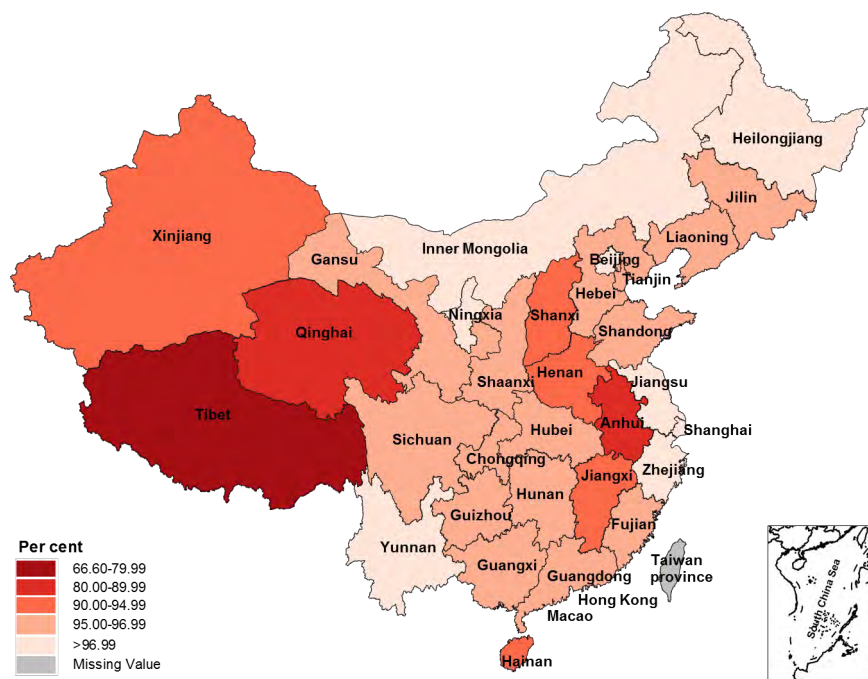 Heilongjiang
Jilin
Xinjiang
Liaoning
Inner Mongolia
Gansu
Beijing
Tianjin
Hebei
Ningxia
Shanxi
Qinghai
Shandong
Shaanxi
Henan
Jiangsu
Tibet
Anhui
Shanghai
Sichuan
Hubei
Chongqing
Zhejiang
Jiangxi
Hunan
Guizhou
Fujian
Yunnan
Guangxi
Guangdong
Taiwan
province
Hong Kong
Macao
Hainan
Per cent
66.60-79.99
80.00-89.99
90.00-94.99
95.00-96.99
>96.99
Missing Value
South China Sea